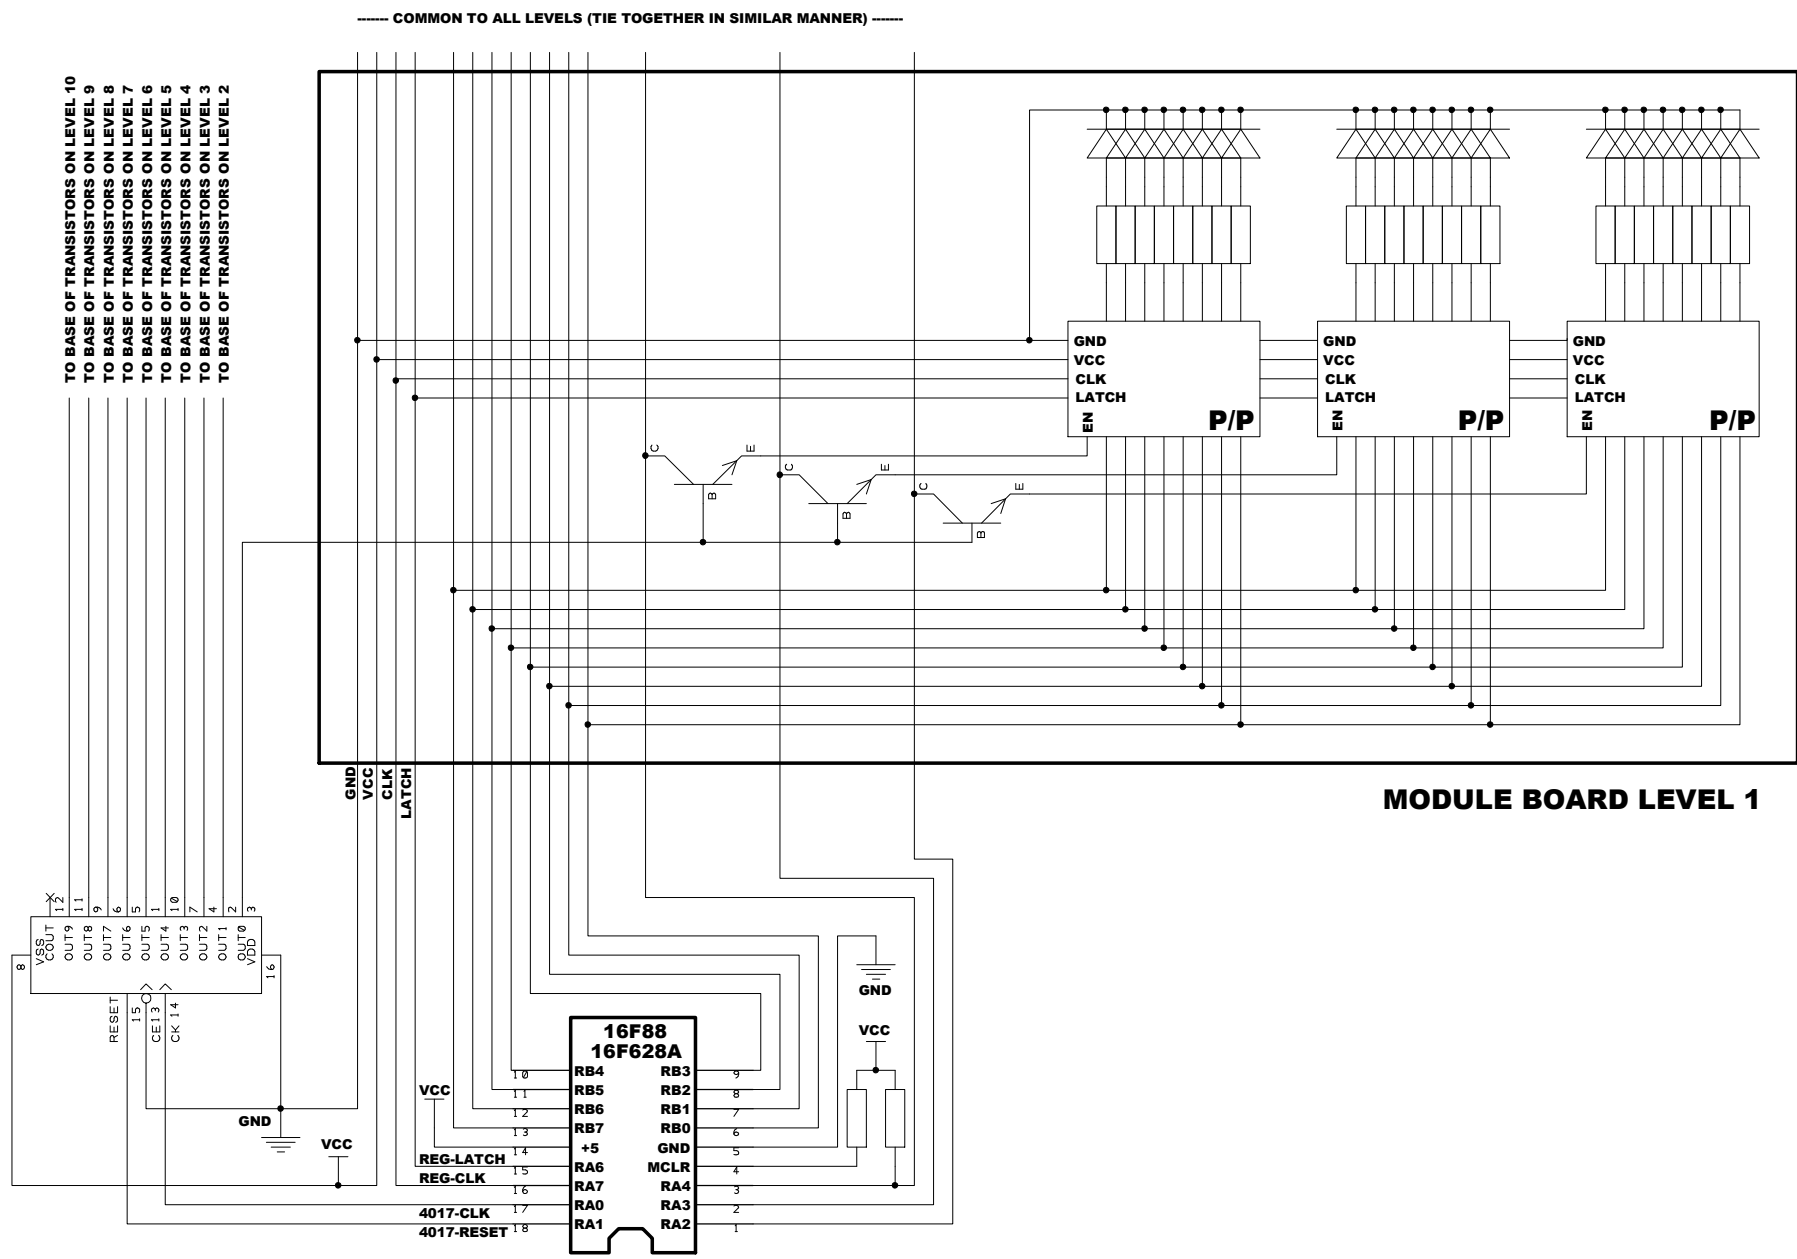 ------- COMMON TO ALL LEVELS (TIE TOGETHER IN SIMILAR MANNER) -------
TO BASE OF TRANSISTORS ON LEVEL 10
TO BASE OF TRANSISTORS ON LEVEL 9
TO BASE OF TRANSISTORS ON LEVEL 8
TO BASE OF TRANSISTORS ON LEVEL 7
TO BASE OF TRANSISTORS ON LEVEL 6
TO BASE OF TRANSISTORS ON LEVEL 5
TO BASE OF TRANSISTORS ON LEVEL 4
TO BASE OF TRANSISTORS ON LEVEL 3
TO BASE OF TRANSISTORS ON LEVEL 2
GND
VCC
CLK
LATCH
EN
P/P
GND
VCC
CLK
LATCH
EN
P/P
GND
VCC
CLK
LATCH
EN
P/P
C
B
E
C
B
E
C
B
E
GND
VCC
CLK
LATCH
MODULE BOARD LEVEL 1
12
11
9
6
5
1
10
7
4
2
3
8
VSS
COUT
OUT9
OUT8
OUT7
OUT6
OUT5
OUT4
OUT3
OUT2
OUT1
OUT0
VDD
16
RESET
15
CE13
CK 14
GND
VCC
GND
VCC
VCC
16F88
16F628A
10 RB4 RB3 9
11 RB5 RB2 8
12 RB6 RB1 7
13 RB7 RB0 6
14 +5 GND 5
REG-LATCH 15 RA6 MCLR 4
REG-CLK 16 RA7 RA4 3
4017-CLK 17 RA0 RA3 2
4017-RESET 18 RA1 RA2 1